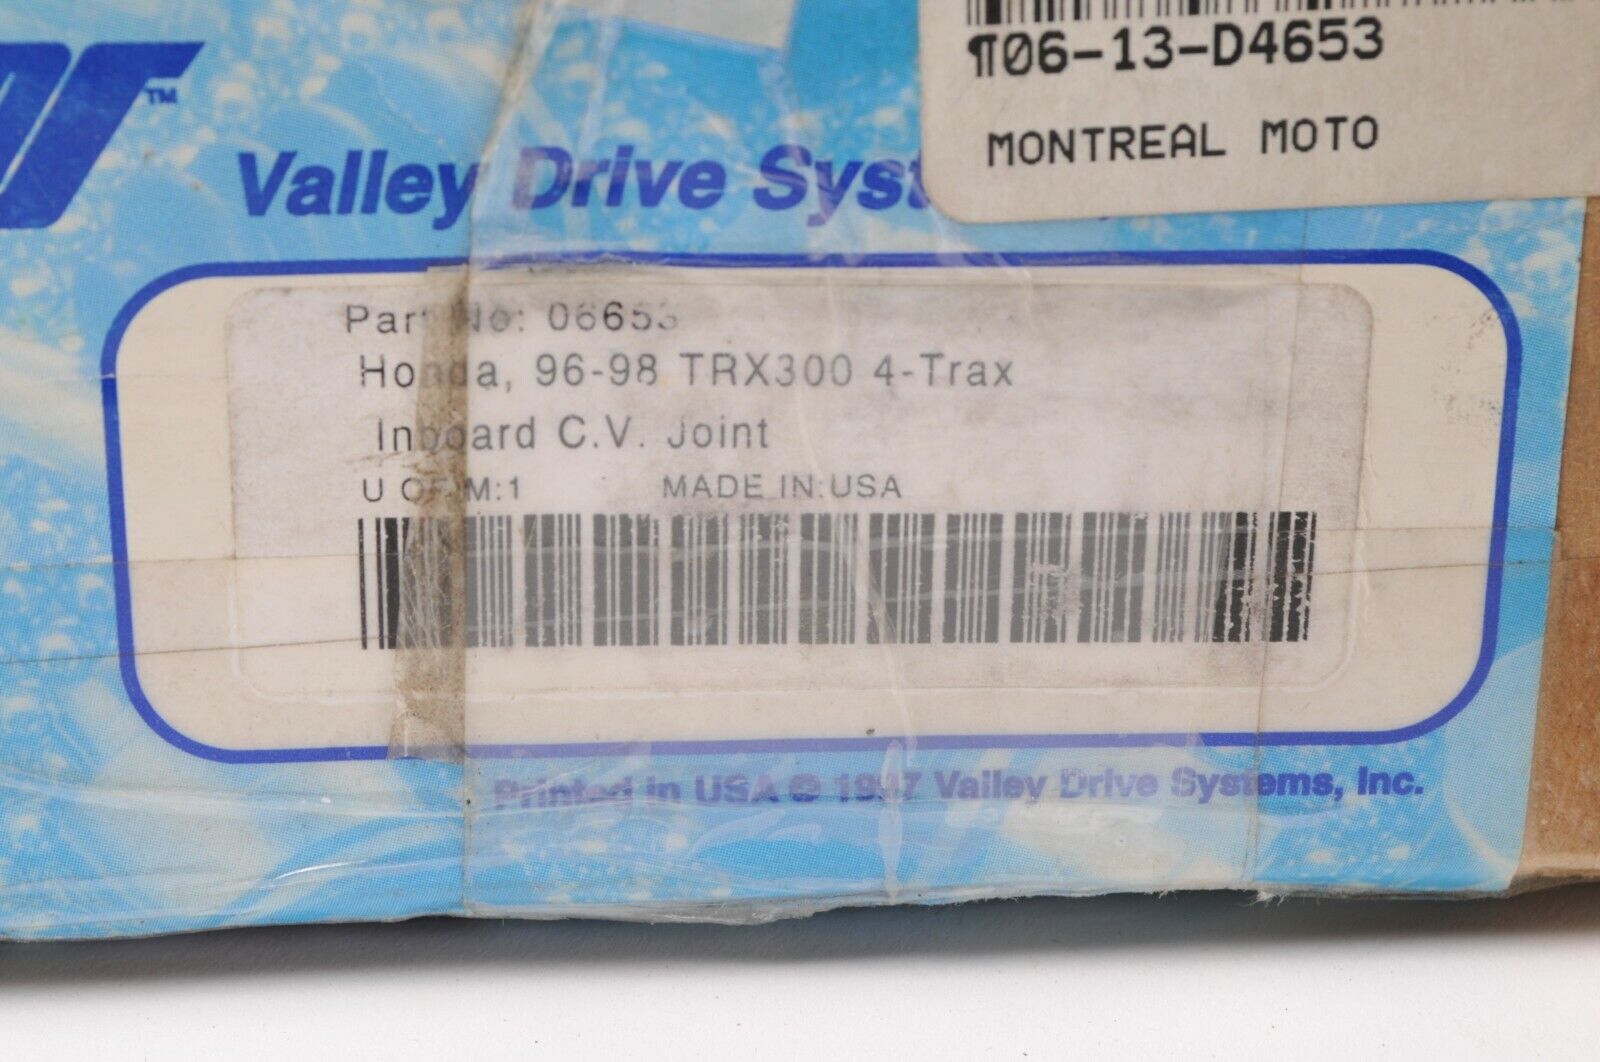 ¶06-13-D4653
MONTREAL MOTO
TM
Valley Drive Syst
Part No: 06653
Honda, 96-98 TRX300 4-Trax
Inboard C.V. Joint
U OF M:1 MADE IN:USA
Printed in USA © 1997 Valley Drive Systems, Inc.